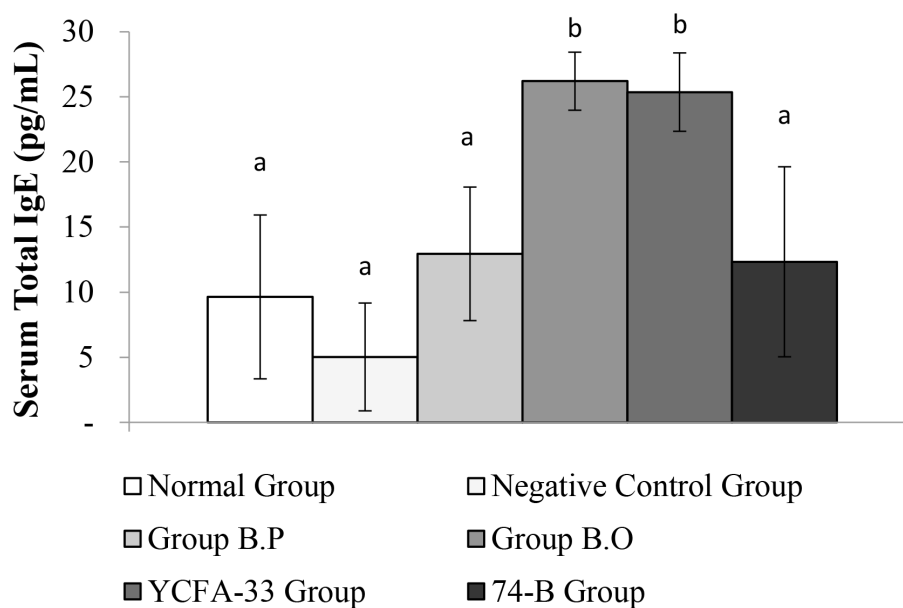 Serum Total IgE (pg/mL)
30
25
20
15
10
5
-
a
a
a
b
b
a
Normal Group
Negative Control Group
Group B.P
Group B.O
YCFA-33 Group
74-B Group